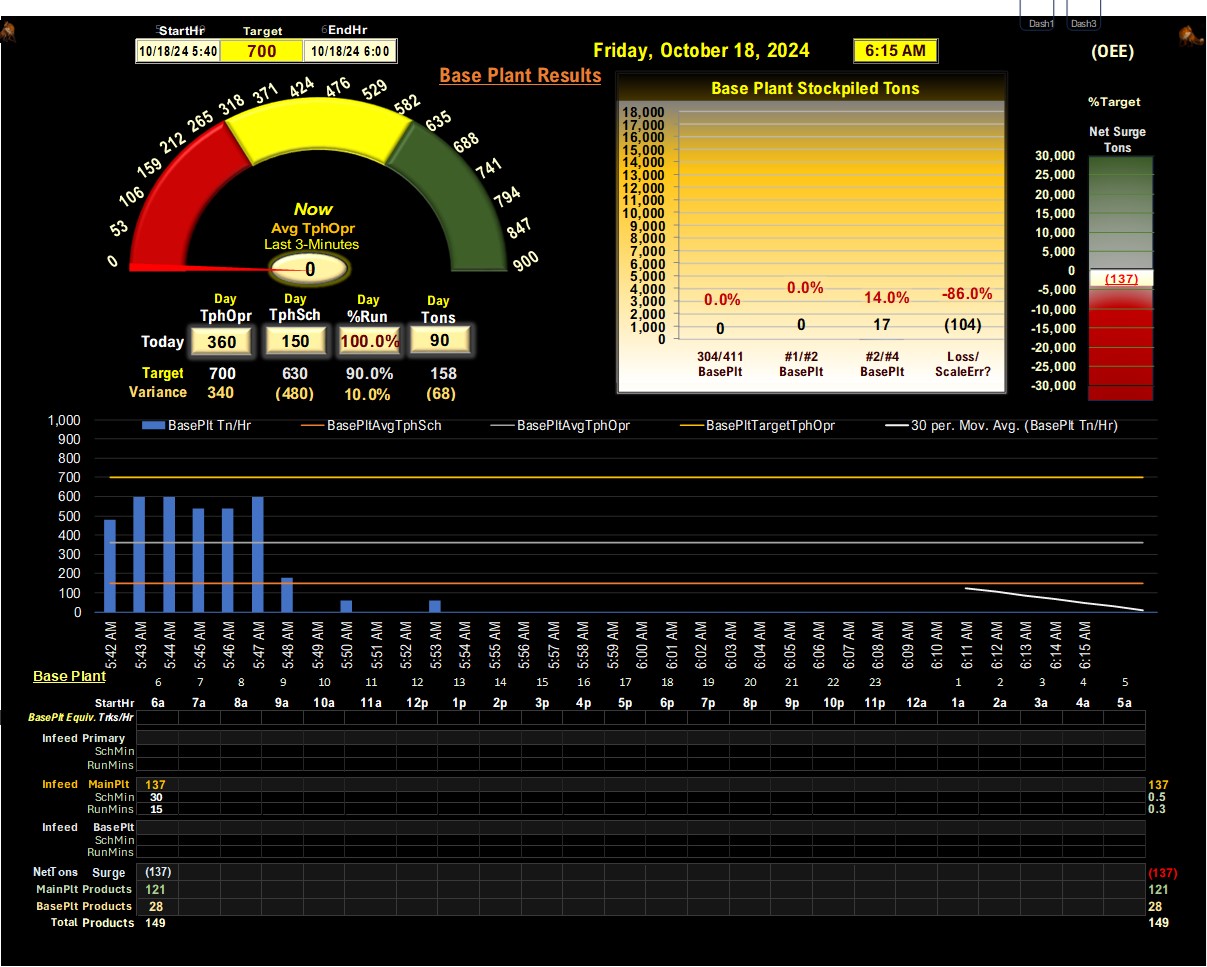 Dash1 Dash3
StartHr Target EndHr
10/18/24 5:40 700 10/18/24 6:00
Friday, October 18, 2024 6:15 AM (OEE)
Base Plant Results
Base Plant Stockpiled Tons
%Target
Net Surge
Tons
0 53 106 159 212 265 318 371 424 476 529 582 635 688 741 794 847 900
Now
Avg TphOpr
Last 3-Minutes
0
18,000
17,000
16,000
15,000
14,000
13,000
12,000
11,000
10,000
9,000
8,000
7,000
6,000
5,000
4,000
3,000
2,000
1,000
0
0.0% 0.0% 14.0% -86.0%
0 0 17 (104)
304/411 #1/#2 #2/#4 Loss/
BasePlt BasePlt BasePlt ScaleErr?
30,000
25,000
20,000
15,000
10,000
5,000
0
(137)
-5,000
-10,000
-15,000
-20,000
-25,000
-30,000
Day Day Day Day
TphOpr TphSch %Run Tons
Today 360 150 100.0% 90
Target 700 630 90.0% 158
Variance 340 (480) 10.0% (68)
BasePlt Tn/Hr BasePltAvgTphSch BasePltAvgTphOpr BasePltTargetTphOpr 30 per. Mov. Avg. (BasePlt Tn/Hr)
1,000
900
800
700
600
500
400
300
200
100
0
5:42 AM 5:43 AM 5:44 AM 5:45 AM 5:46 AM 5:47 AM 5:48 AM 5:49 AM 5:50 AM 5:51 AM 5:52 AM 5:53 AM 5:54 AM 5:55 AM 5:56 AM 5:57 AM 5:58 AM 5:59 AM 6:00 AM 6:01 AM 6:02 AM 6:03 AM 6:04 AM 6:05 AM 6:06 AM 6:07 AM 6:08 AM 6:09 AM 6:10 AM 6:11 AM 6:12 AM 6:13 AM 6:14 AM 6:15 AM
Base Plant
6 7 8 9 10 11 12 13 14 15 16 17 18 19 20 21 22 23 1 2 3 4 5
StartHr 6a 7a 8a 9a 10a 11a 12p 1p 2p 3p 4p 5p 6p 7p 8p 9p 10p 11p 12a 1a 2a 3a 4a 5a
BasePlt Equiv. Trks/Hr
Infeed Primary
SchMin
RunMins
Infeed MainPlt 137 137
SchMin 30 0.5
RunMins 15 0.3
Infeed BasePlt
SchMin
RunMins
NetTons Surge (137) (137)
MainPlt Products 121 121
BasePlt Products 28 28
Total Products 149 149